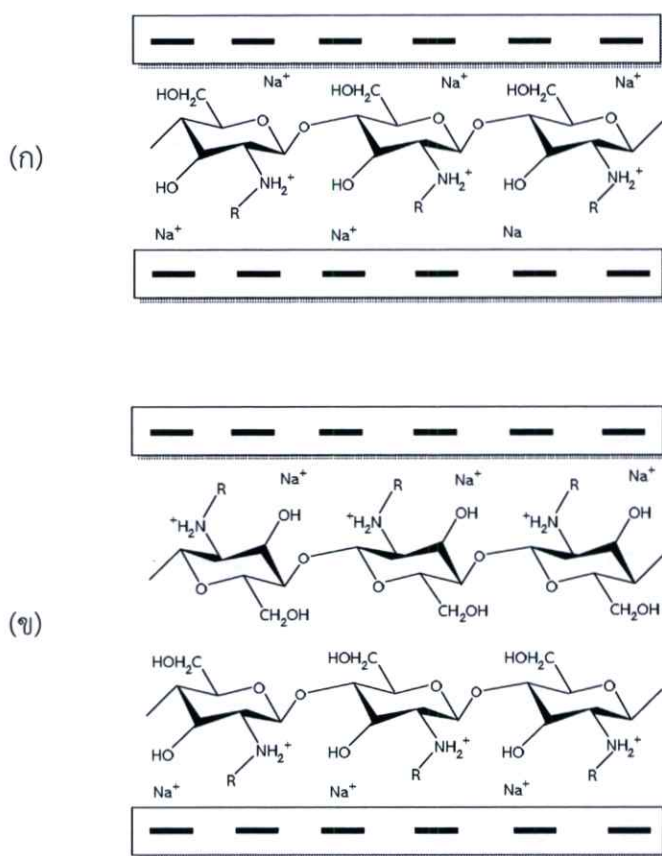 Na⁺ Na⁺ Na⁺
HOH₂C HOH₂C HOH₂C
O O O O O
(ก)
HO NH₂⁺ HO NH₂⁺ HO NH₂⁺
R R R
Na⁺ Na⁺ Na
R Na⁺ R Na⁺ R Na⁺
⁺H₂N OH ⁺H₂N OH ⁺H₂N OH
O O
O O O
CH₂OH CH₂OH CH₂OH
(ข)
HOH₂C HOH₂C HOH₂C
O O O O O
HO NH₂⁺ HO NH₂⁺ HO NH₂⁺
R R R
Na⁺ Na⁺ Na⁺